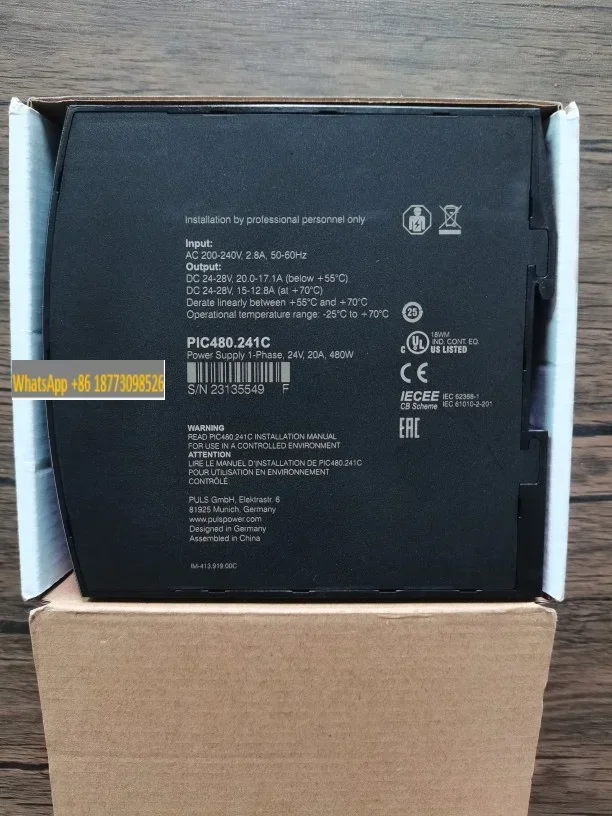 Installation by professional personnel only
Input:
AC 200-240V, 2.8A, 50-60Hz
Output:
DC 24-28V, 20.0-17.1A (below +55°C)
DC 24-28V, 15-12.8A (at +70°C)
Derate linearly between +55°C and +70°C
Operational temperature range: -25°C to +70°C
25
PIC480.241C
Power Supply 1-Phase, 24V, 20A, 480W
S/N 23135549 F
18WM
IND. CONT. EQ.
C UL US LISTED
CE
IECEE IEC 62368-1
CB Scheme IEC 61010-2-201
EAC
WhatsApp +86 18773098526
WARNING
READ PIC480.241C INSTALLATION MANUAL
FOR USE IN A CONTROLLED ENVIRONMENT
ATTENTION
LIRE LE MANUEL D'INSTALLATION DE PIC480.241C
POUR UTILISATION EN ENVIRONNEMENT
CONTRÔLÉ
PULS GmbH, Elektrastr. 6
81925 Munich, Germany
www.pulspower.com
Designed in Germany
Assembled in China
IM-413.919.00C